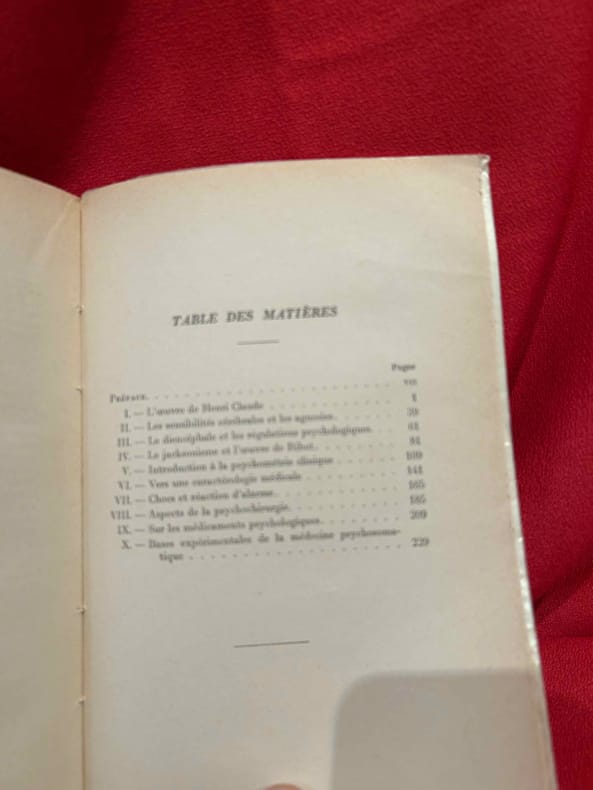 TABLE DES MATIÈRES
Pages
Préface. VII
I. — L'œuvre de Henri Claude 1
II. — Les sensibilités cérébrales et les agnosies. 39
III. — Le diencéphale et les régulations psychologiques. 61
IV. — Le jacksonisme et l'œuvre de Ribot. 81
V. — Introduction à la psychométrie clinique 109
VI. — Vers une caractérologie médicale 141
VII. — Chocs et réaction d'alarme. 165
VIII. — Aspects de la psychochirurgie. 185
IX. — Sur les médicaments psychologiques. 209
X. — Bases expérimentales de la médecine psychosoma-
tique 229